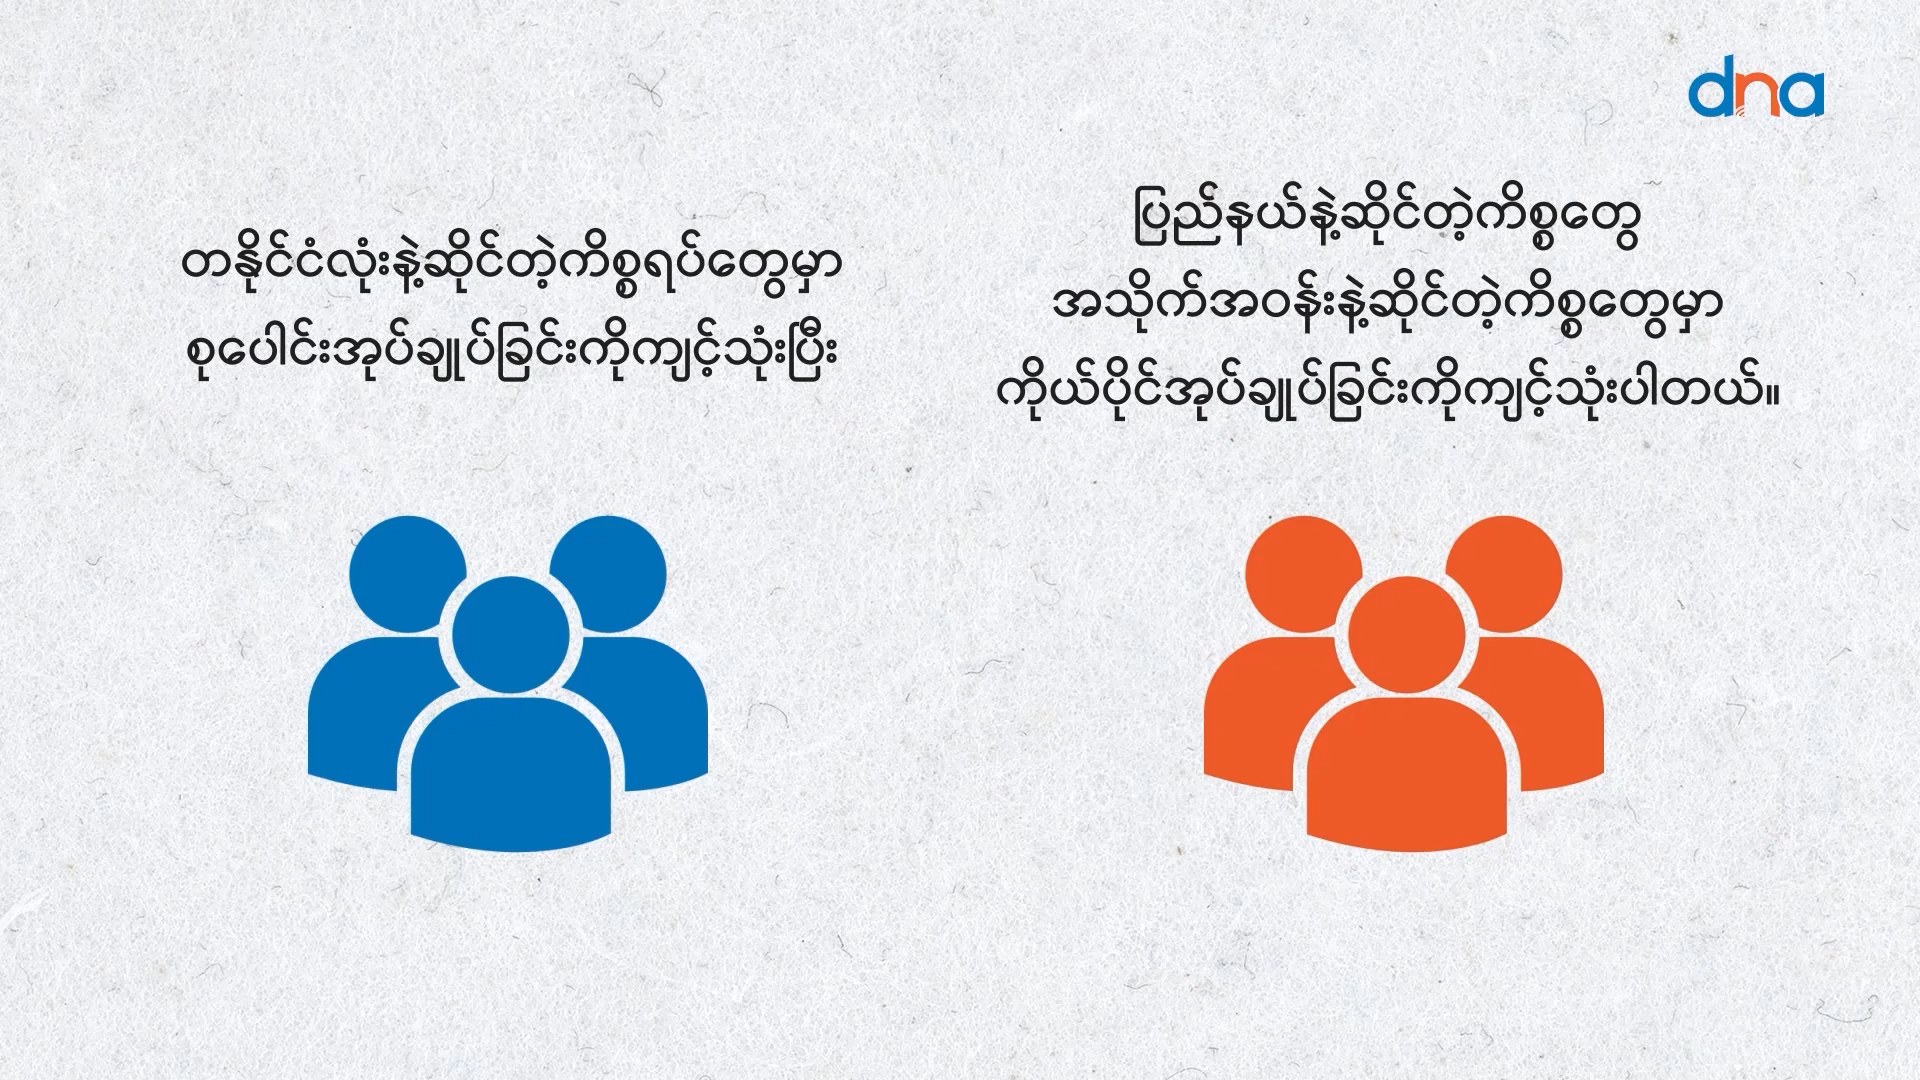 dna
တနိုင်ငံလုံးနဲ့ဆိုင်တဲ့ကိစ္စရပ်တွေမှာ
စုပေါင်းအုပ်ချုပ်ခြင်းကိုကျင့်သုံးပြီး
ပြည်နယ်နဲ့ဆိုင်တဲ့ကိစ္စတွေ
အသိုက်အဝန်းနဲ့ဆိုင်တဲ့ကိစ္စတွေမှာ
ကိုယ်ပိုင်အုပ်ချုပ်ခြင်းကိုကျင့်သုံးပါတယ်။